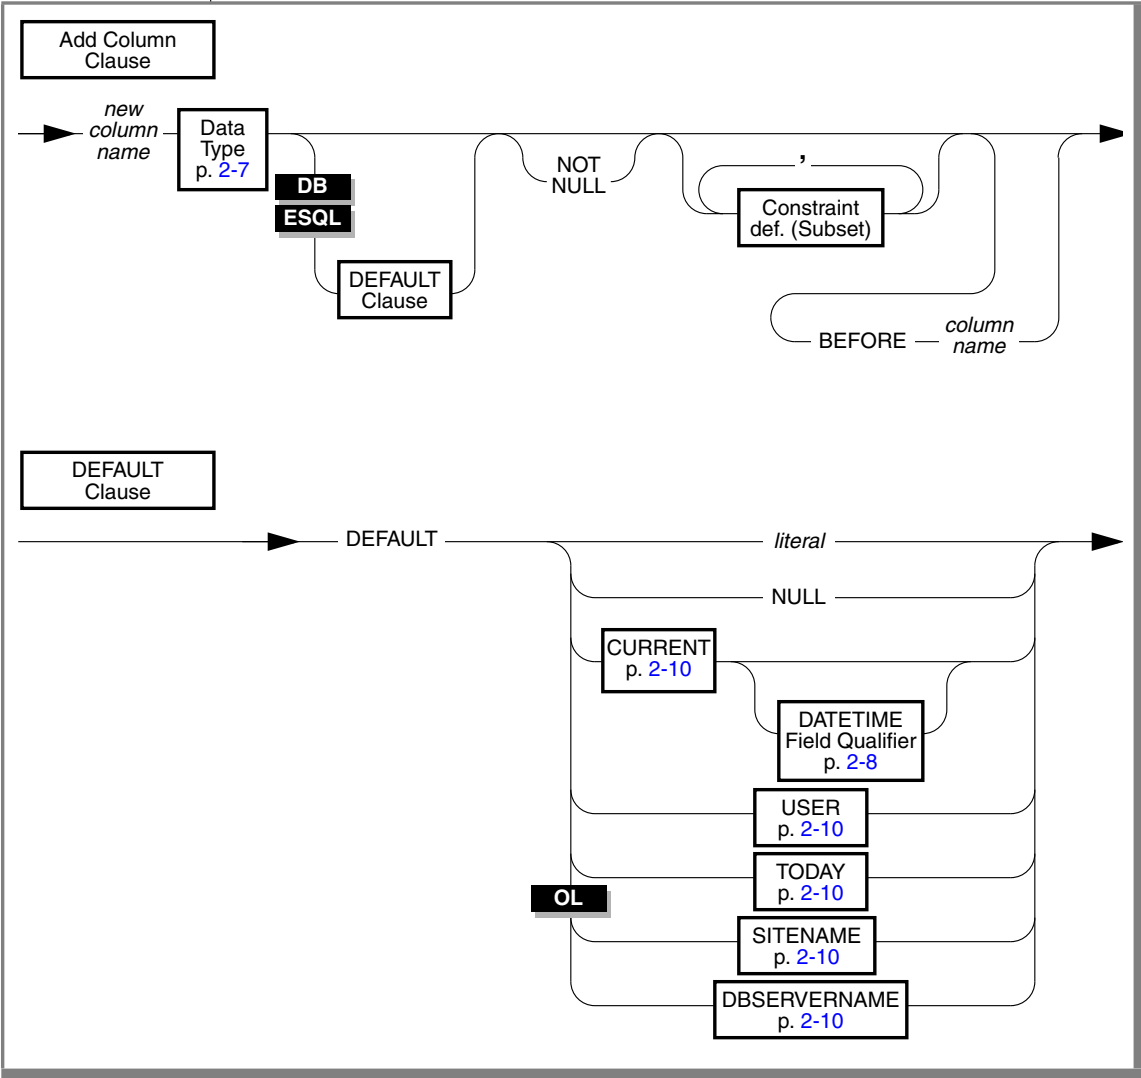 Add Column
Clause
new
column
name
Data
Type
p. 2-7
DB
ESQL
DEFAULT
Clause
NOT
NULL
,
Constraint
def. (Subset)
BEFORE
column
name
DEFAULT
Clause
DEFAULT
literal
NULL
CURRENT
p. 2-10
DATETIME
Field Qualifier
p. 2-8
USER
p. 2-10
TODAY
p. 2-10
OL
SITENAME
p. 2-10
DBSERVERNAME
p. 2-10